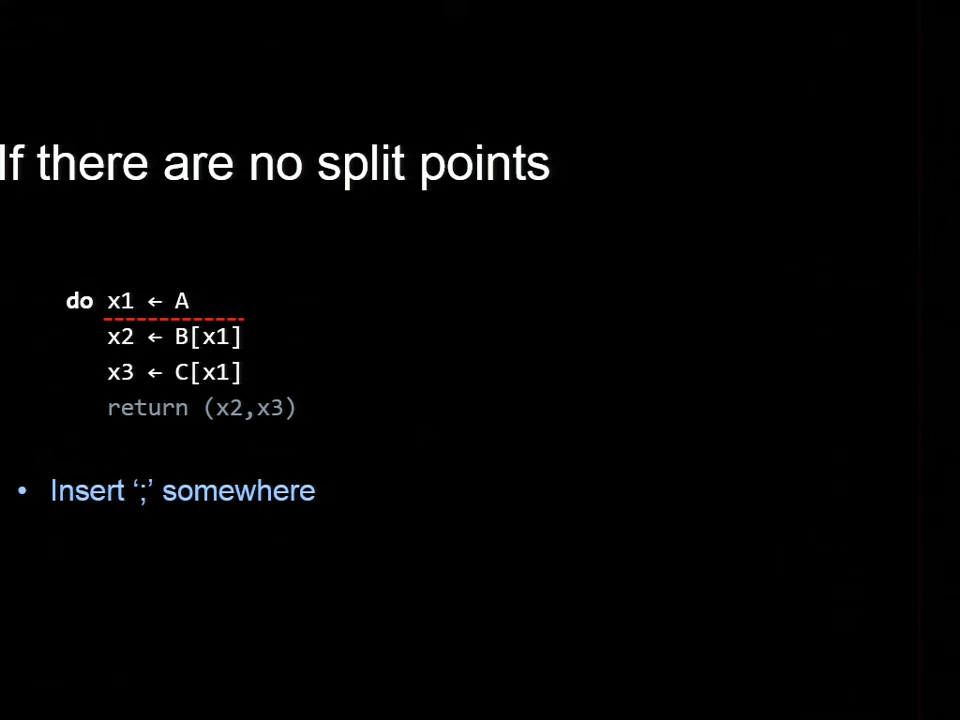 If there are no split points
do x1 ← A
x2 ← B[x1]
x3 ← C[x1]
return (x2,x3)
• Insert ‘;’ somewhere